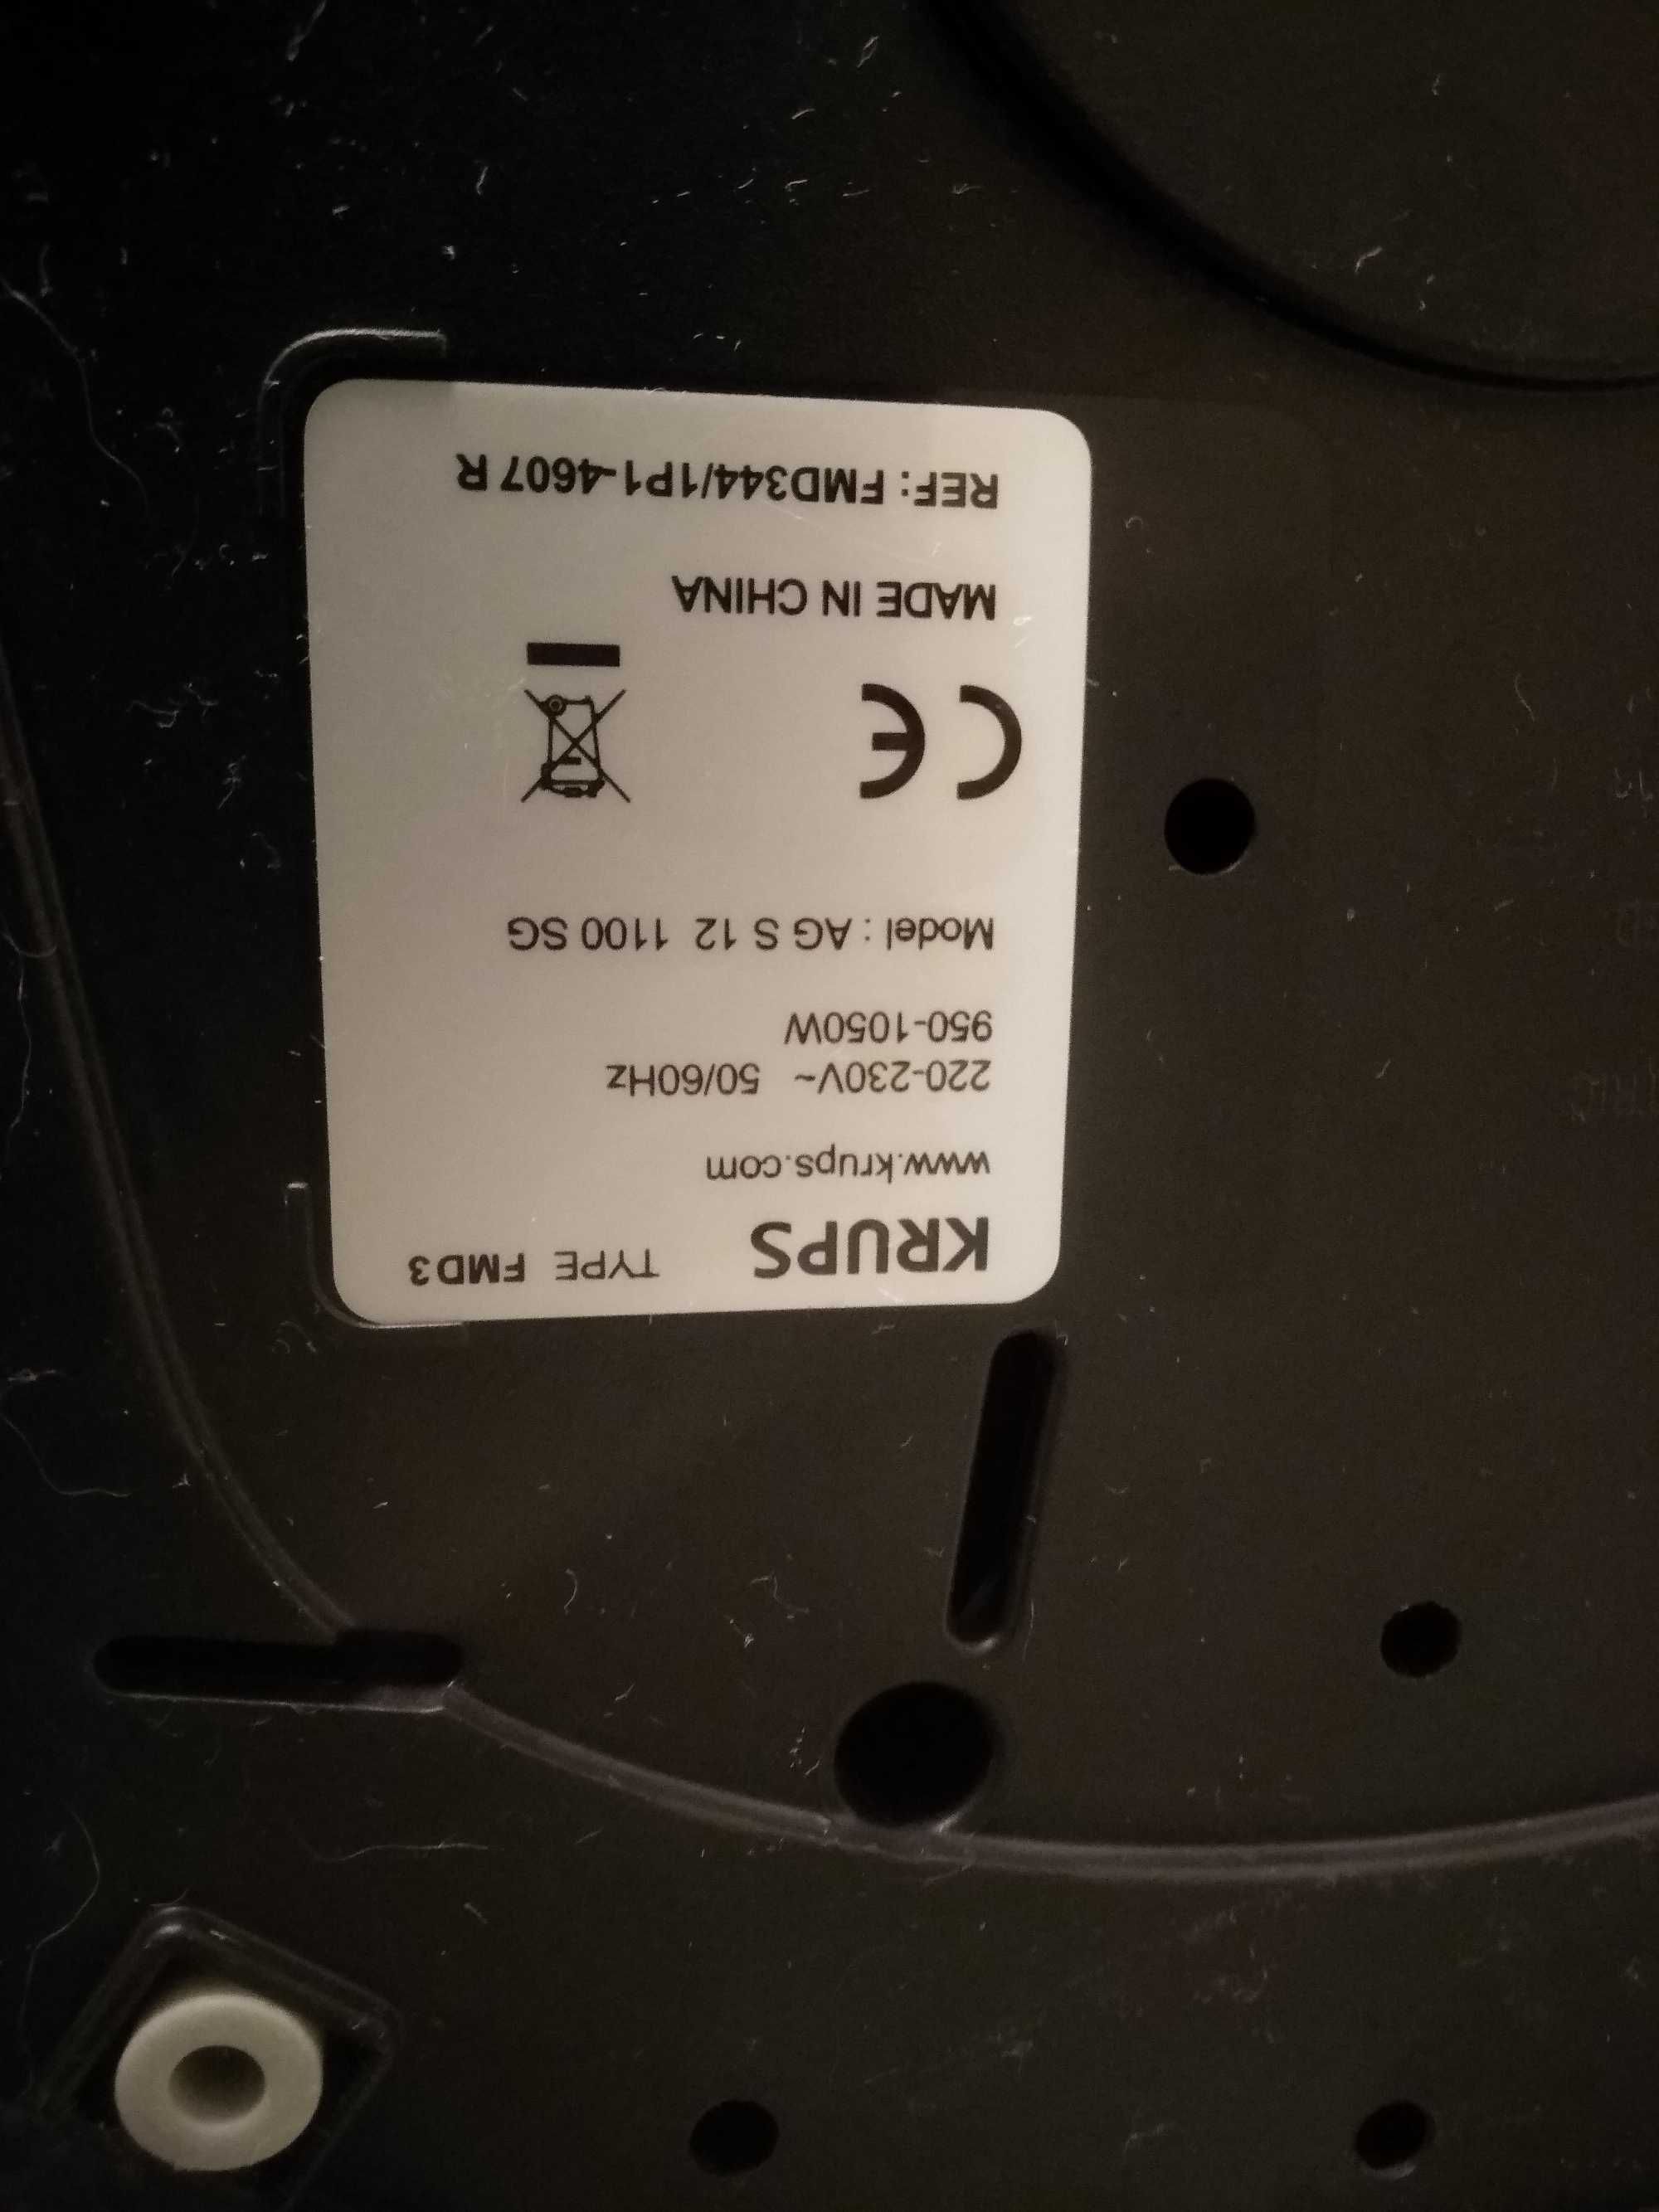 KRUPS TYPE FMD3
www.krups.com
220-230V~ 50/60Hz
950-1050W
Model : AG S 12 1100 SG
CE
MADE IN CHINA
REF: FMD344/1P1-4607 R